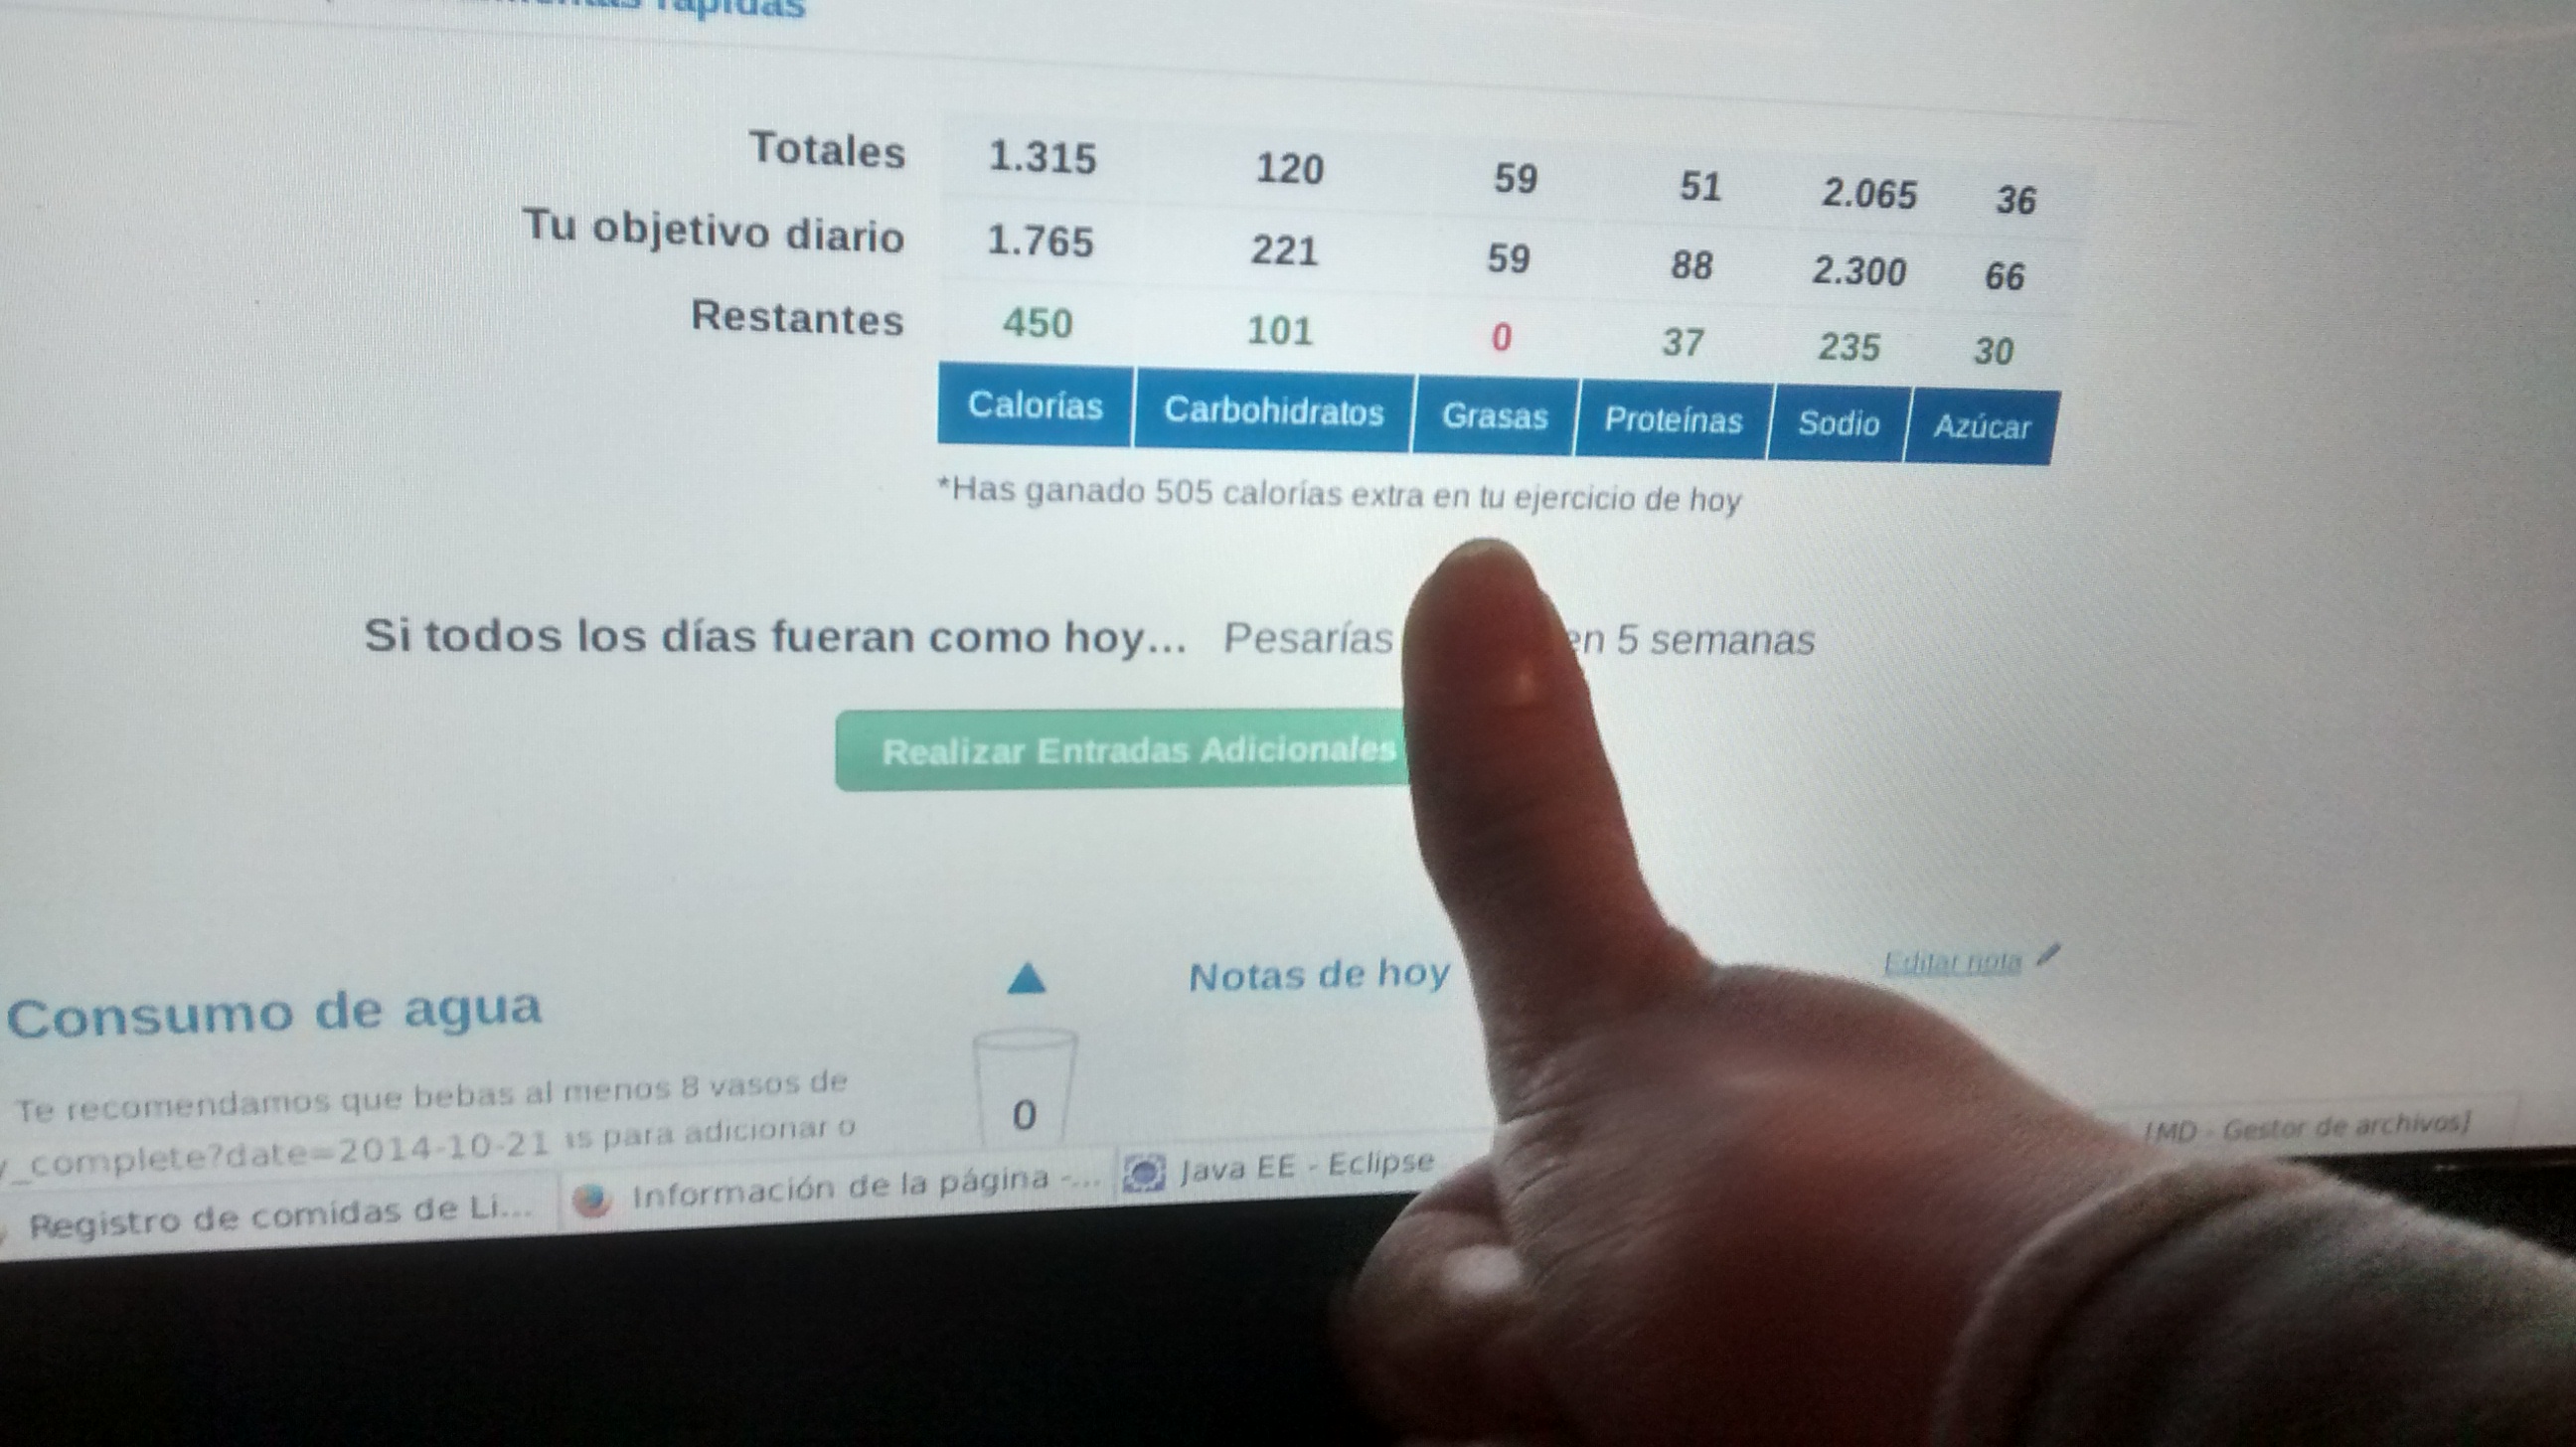 rápidas
Totales 1.315 120 59 51 2.065 36
Tu objetivo diario 1.765 221 59 88 2.300 66
Restantes 450 101 0 37 235 30
Calorías Carbohidratos Grasas Proteínas Sodio Azúcar
*Has ganado 505 calorías extra en tu ejercicio de hoy
Si todos los días fueran como hoy... Pesarías en 5 semanas
Realizar Entradas Adicionales
Consumo de agua
Te recomendamos que bebas al menos 8 vasos de
y_complete?date=2014-10-21 is para adicionar o
0
Notas de hoy
Editar nota
Registro de comidas de Li...
Información de la página -...
Java EE - Eclipse
[MD - Gestor de archivos]